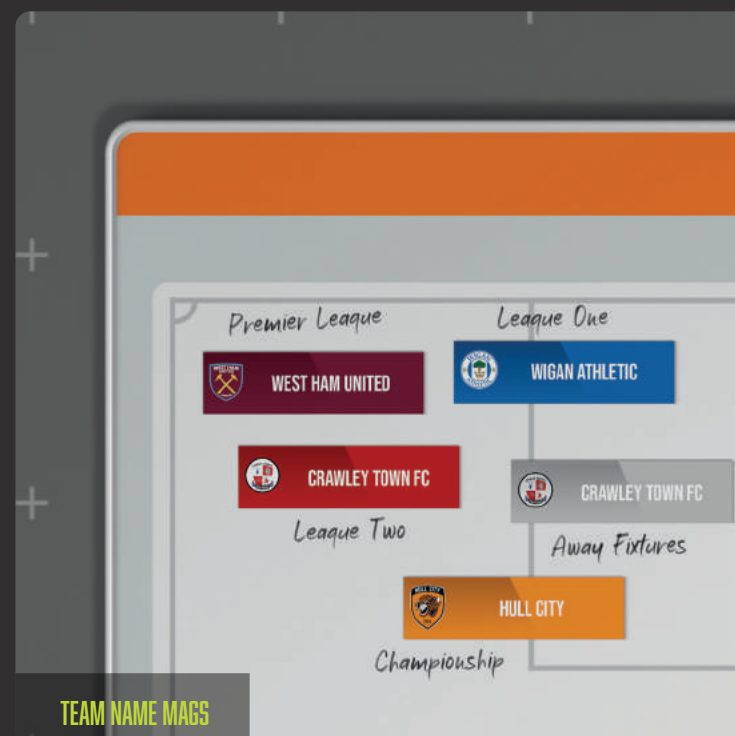 Premier League
League One
WEST HAM UNITED
WIGAN ATHLETIC
CRAWLEY TOWN FC
CRAWLEY TOWN FC
League Two
Away Fixtures
HULL CITY
Championship
TEAM NAME MAGS